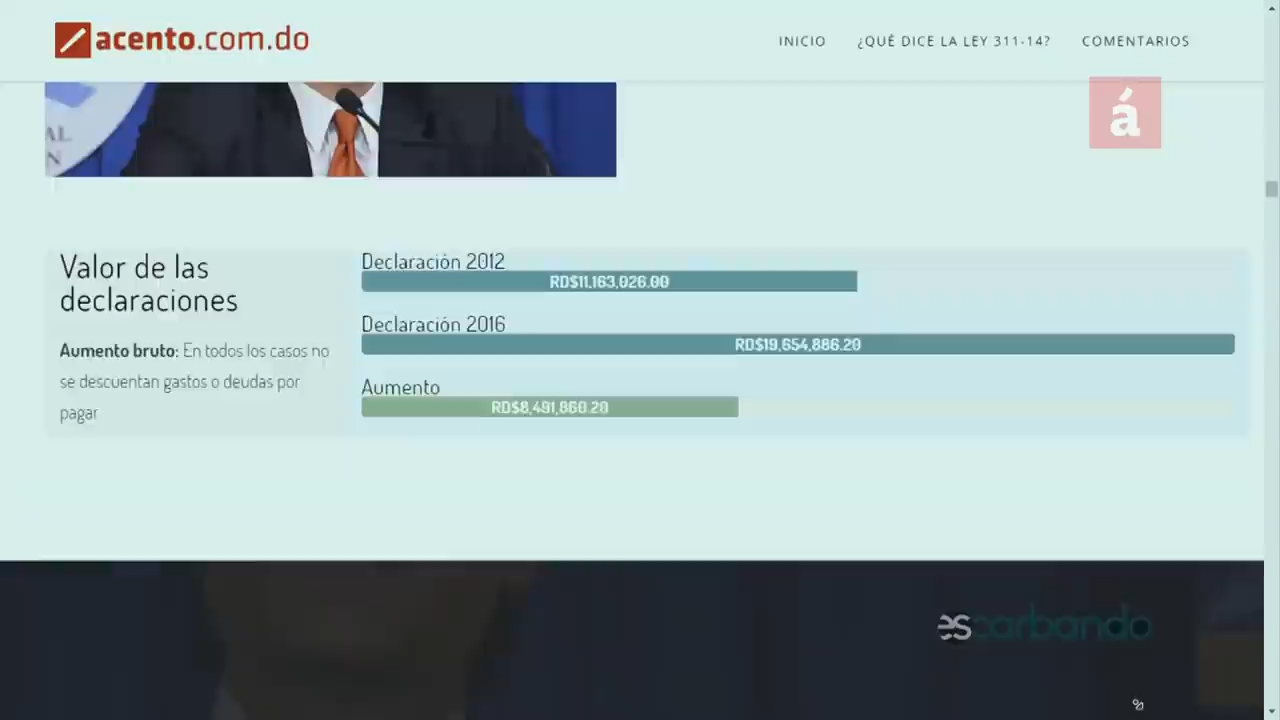 acento.com.do
INICIO
¿QUÉ DICE LA LEY 311-14?
COMENTARIOS
á
AL
N
Valor de las
declaraciones
Aumento bruto: En todos los casos no
se descuentan gastos o deudas por
pagar
Declaración 2012
RD$11,163,026.00
Declaración 2016
RD$19,654,886.20
Aumento
RD$8,491,860.20
escarbando